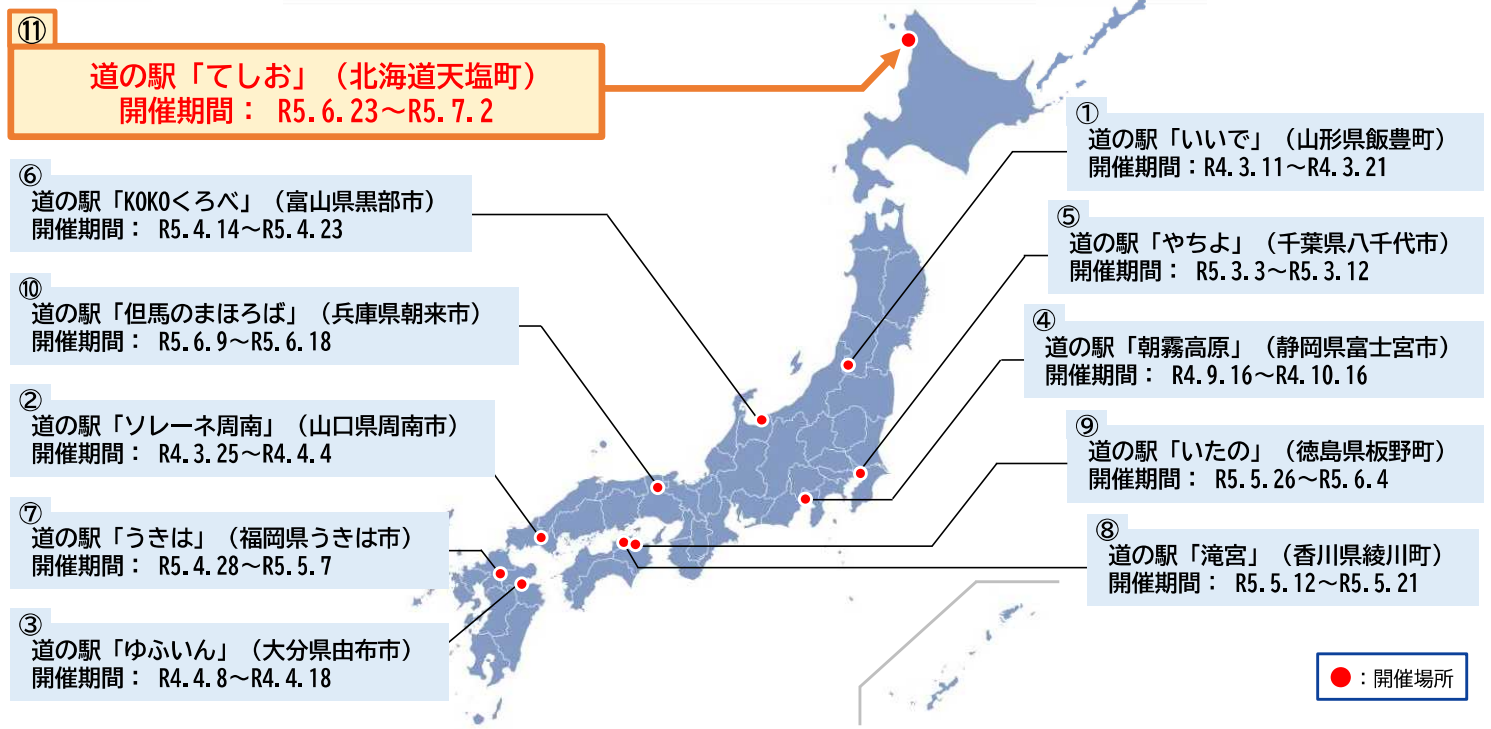 ⑪
道の駅「てしお」（北海道天塩町）
開催期間： R5.6.23～R5.7.2
①
道の駅「いいで」（山形県飯豊町）
開催期間：R4.3.11～R4.3.21
⑥
道の駅「KOKOくろべ」（富山県黒部市）
開催期間： R5.4.14～R5.4.23
⑤
道の駅「やちよ」（千葉県八千代市）
開催期間： R5.3.3～R5.3.12
⑩
道の駅「但馬のまほろば」（兵庫県朝来市）
開催期間： R5.6.9～R5.6.18
④
道の駅「朝霧高原」（静岡県富士宮市）
開催期間： R4.9.16～R4.10.16
②
道の駅「ソレーネ周南」（山口県周南市）
開催期間： R4.3.25～R4.4.4
⑨
道の駅「いたの」（徳島県板野町）
開催期間： R5.5.26～R5.6.4
⑦
道の駅「うきは」（福岡県うきは市）
開催期間： R5.4.28～R5.5.7
⑧
道の駅「滝宮」（香川県綾川町）
開催期間： R5.5.12～R5.5.21
③
道の駅「ゆふいん」（大分県由布市）
開催期間： R4.4.8～R4.4.18
：開催場所